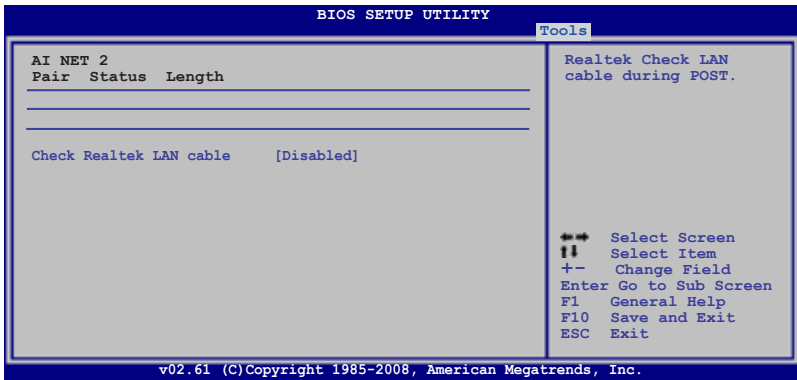 BIOS SETUP UTILITY
Tools
AI NET 2
Pair Status Length
Check Realtek LAN cable [Disabled]
Realtek Check LAN
cable during POST.
Select Screen
Select Item
+- Change Field
Enter Go to Sub Screen
F1 General Help
F10 Save and Exit
ESC Exit
v02.61 (C)Copyright 1985-2008, American Megatrends, Inc.